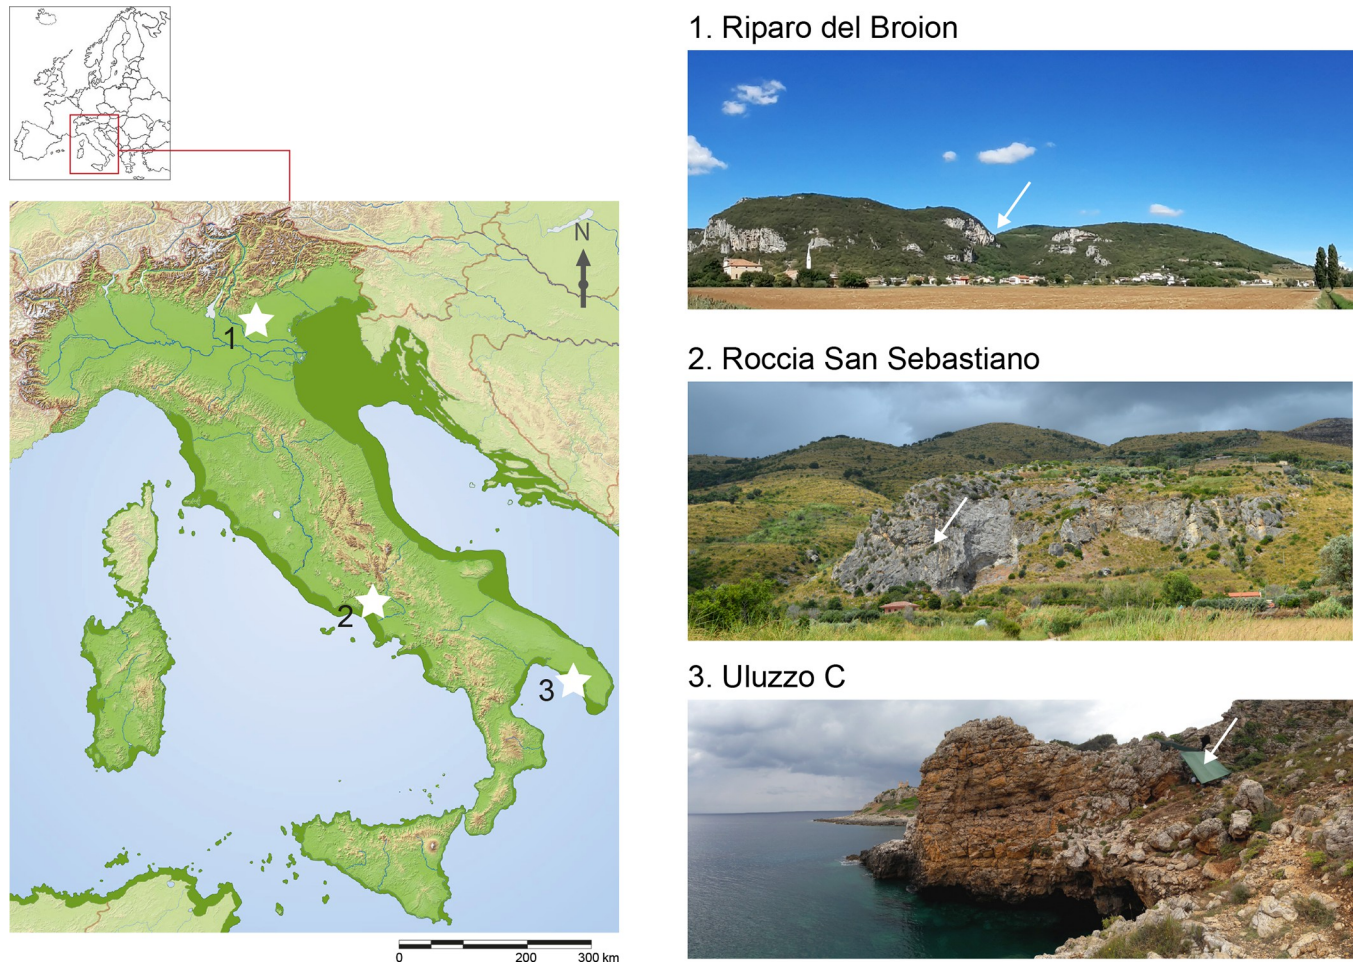 1. Riparo del Broion
N
1
2
3
2. Roccia San Sebastiano
3. Uluzzo C
0 200 300 km